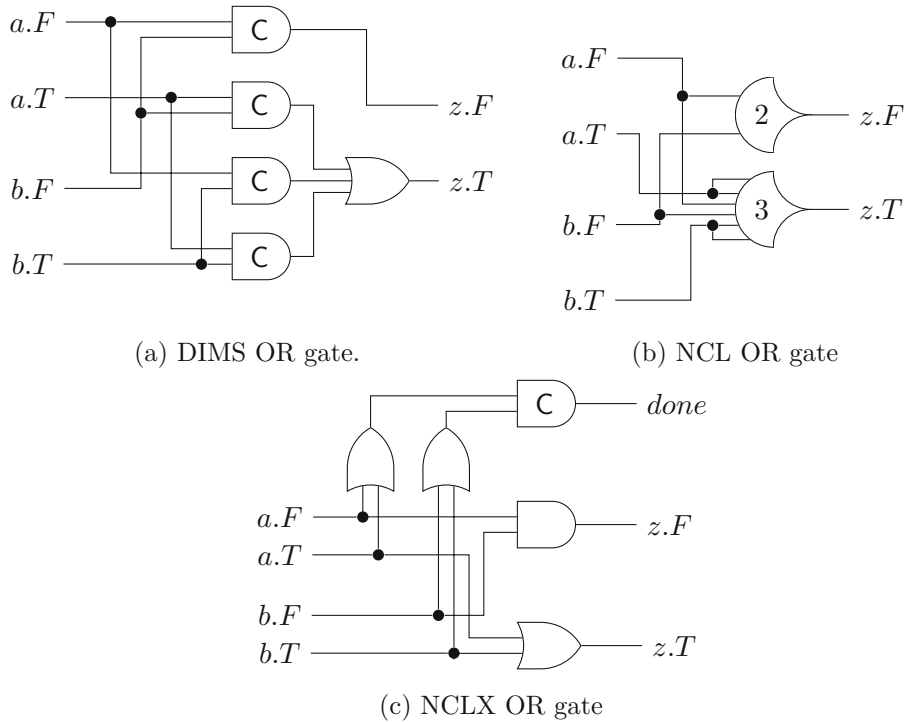 a.F
C
a.T
C
z.F
b.F
C
z.T
b.T
C
(a) DIMS OR gate.
a.F
2
z.F
a.T
3
z.T
b.F
b.T
(b) NCL OR gate
C
done
a.F
z.F
a.T
b.F
b.T
z.T
(c) NCLX OR gate